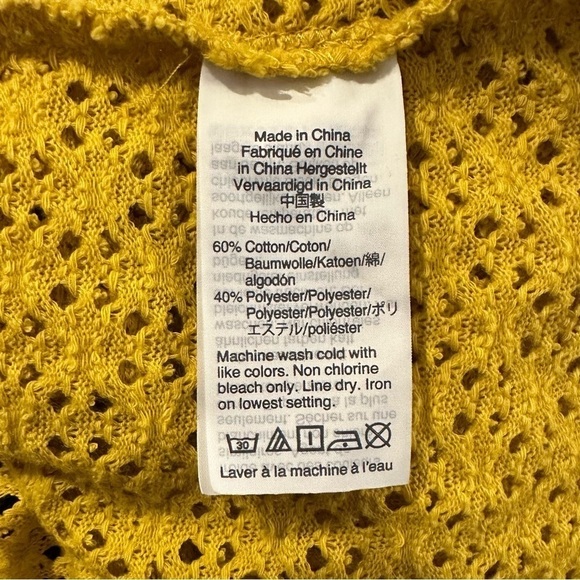 Made in China
Fabriqué en Chine
in China Hergestellt
Vervaardigd in China
中国製
Hecho en China
60% Cotton/Coton/
Baumwolle/Katoen/綿/
algodón
40% Polyester/Polyester/
Polyester/Polyester/ポリ
エステル/poliéster
Machine wash cold with
like colors. Non chlorine
bleach only. Line dry. Iron
on lowest setting.
30
Laver à la machine à l'eau